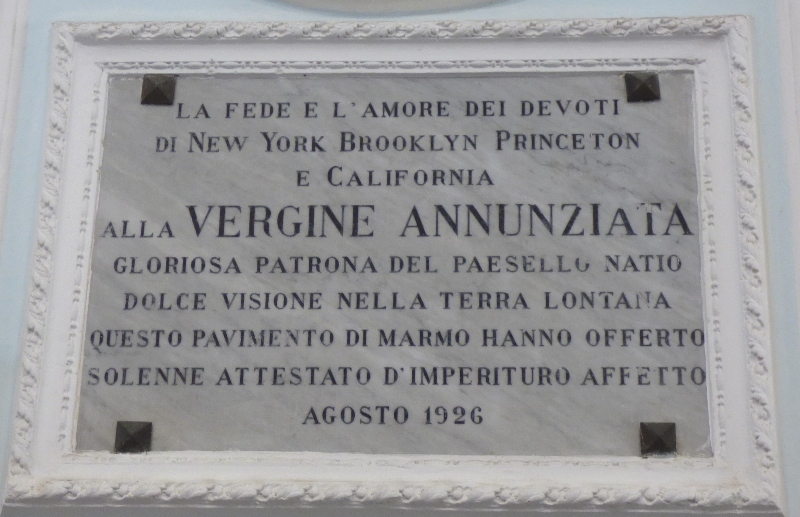 LA FEDE E L'AMORE DEI DEVOTI
DI NEW YORK BROOKLYN PRINCETON
E CALIFORNIA
ALLA VERGINE ANNUNZIATA
GLORIOSA PATRONA DEL PAESELLO NATIO
DOLCE VISIONE NELLA TERRA LONTANA
QUESTO PAVIMENTO DI MARMO HANNO OFFERTO
SOLENNE ATTESTATO D'IMPERITURO AFFETTO
AGOSTO 1926